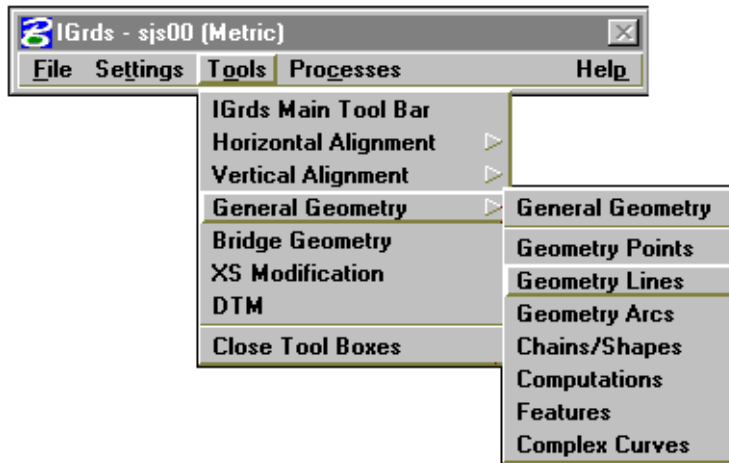 IGrds - sjs00 (Metric)
File Settings Tools Processes Help
IGrds Main Tool Bar
Horizontal Alignment
Vertical Alignment
General Geometry
Bridge Geometry
XS Modification
DTM
Close Tool Boxes
General Geometry
Geometry Points
Geometry Lines
Geometry Arcs
Chains/Shapes
Computations
Features
Complex Curves